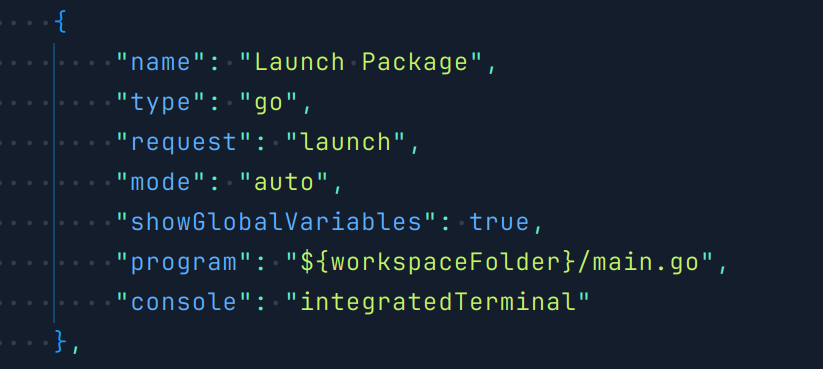 {
"name": "Launch Package",
"type": "go",
"request": "launch",
"mode": "auto",
"showGlobalVariables": true,
"program": "${workspaceFolder}/main.go",
"console": "integratedTerminal"
},